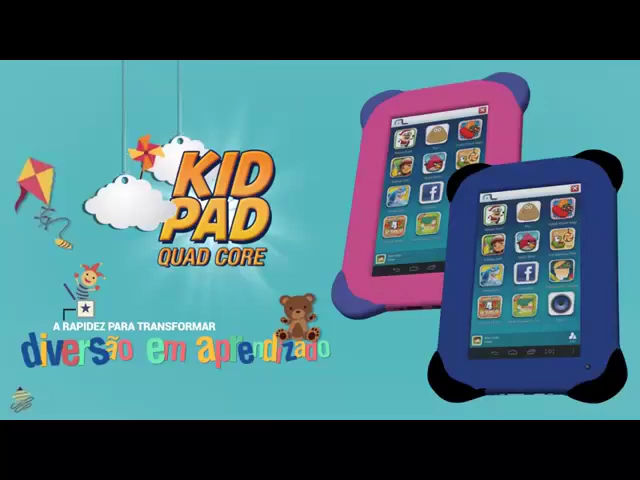 KID
PAD
QUAD CORE
A RAPIDEZ PARA TRANSFORMAR
diversão em aprendizado